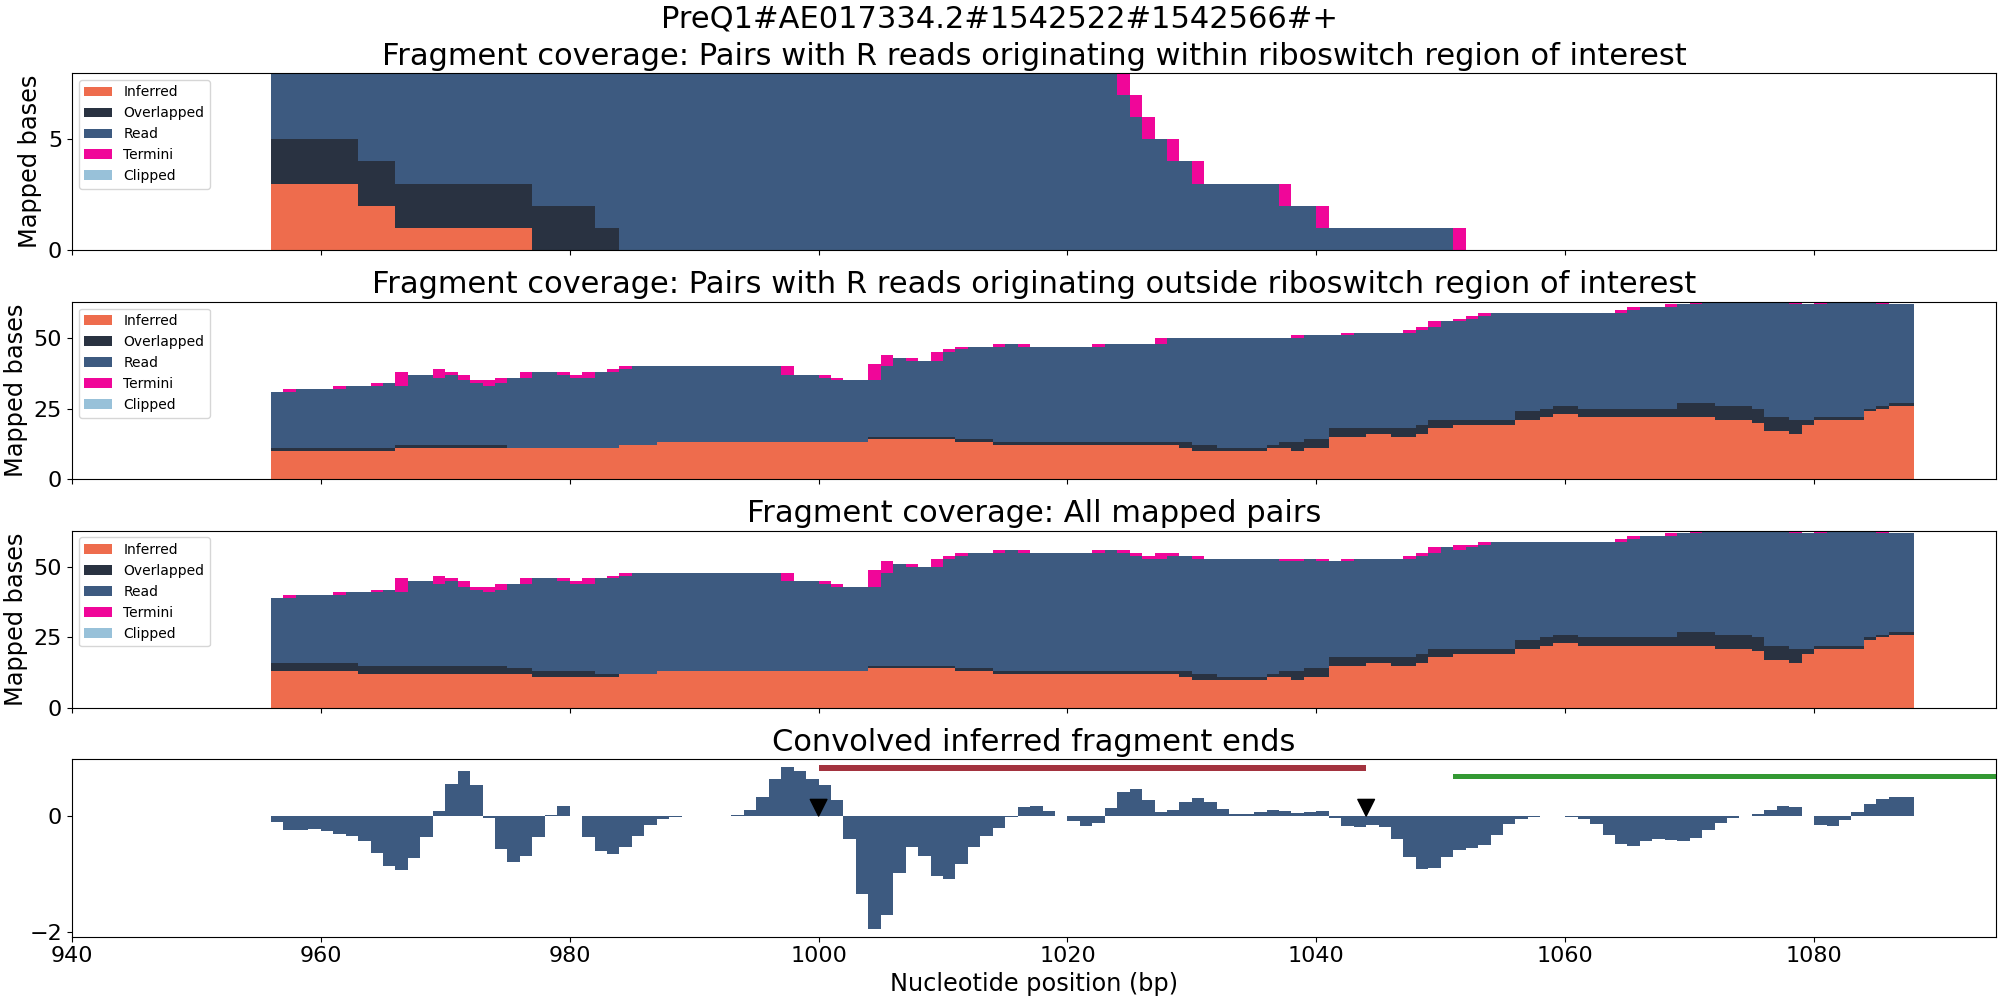 PreQ1#AE017334.2#1542522#1542566#+
Fragment coverage: Pairs with R reads originating within riboswitch region of interest
Mapped bases
5
0
Inferred
Overlapped
Read
Termini
Clipped
Fragment coverage: Pairs with R reads originating outside riboswitch region of interest
Mapped bases
50
25
0
Inferred
Overlapped
Read
Termini
Clipped
Fragment coverage: All mapped pairs
Mapped bases
50
25
0
Inferred
Overlapped
Read
Termini
Clipped
Convolved inferred fragment ends
0
−2
940 960 980 1000 1020 1040 1060 1080
Nucleotide position (bp)